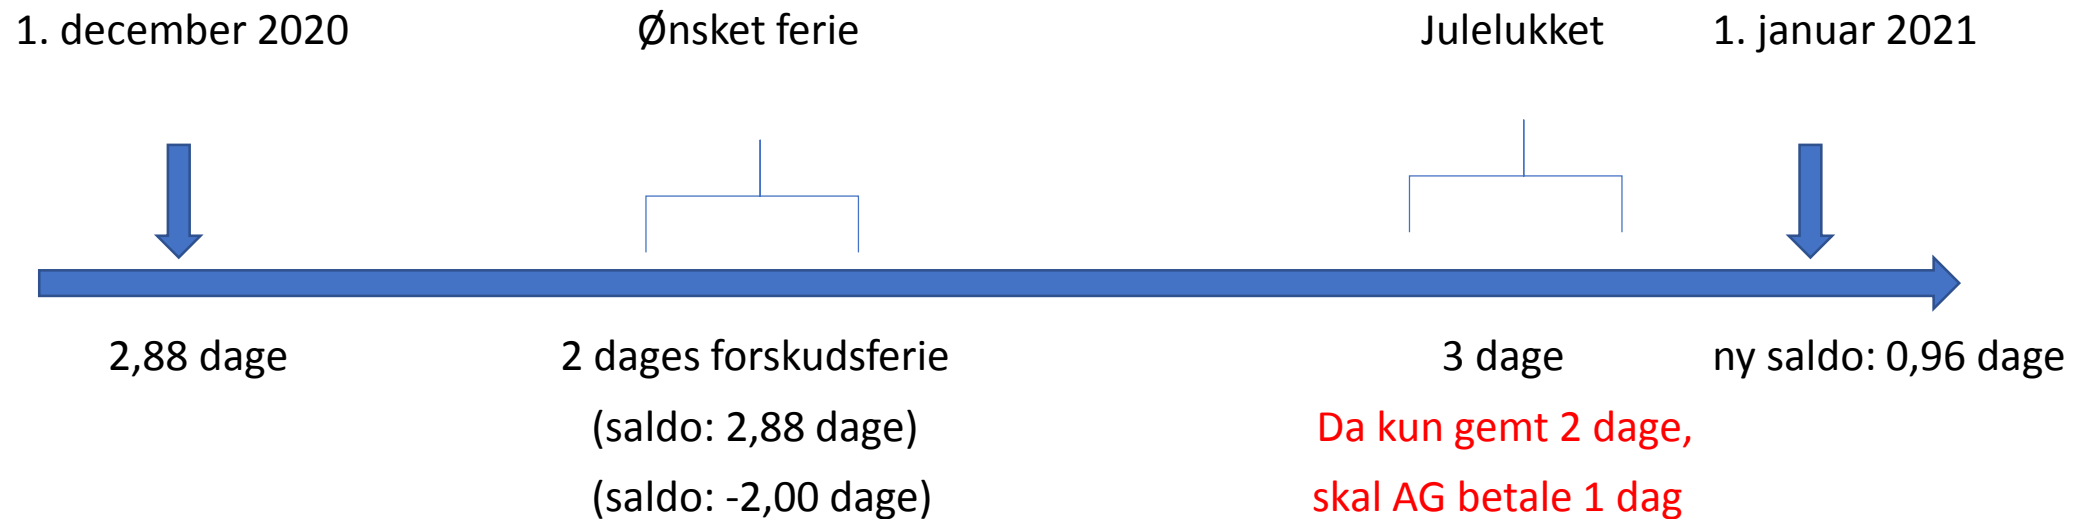 1. december 2020
Ønsket ferie
Julelukket
1. januar 2021
2,88 dage
2 dages forskudsferie
(saldo: 2,88 dage)
(saldo: -2,00 dage)
3 dage
Da kun gemt 2 dage,
skal AG betale 1 dag
ny saldo: 0,96 dage